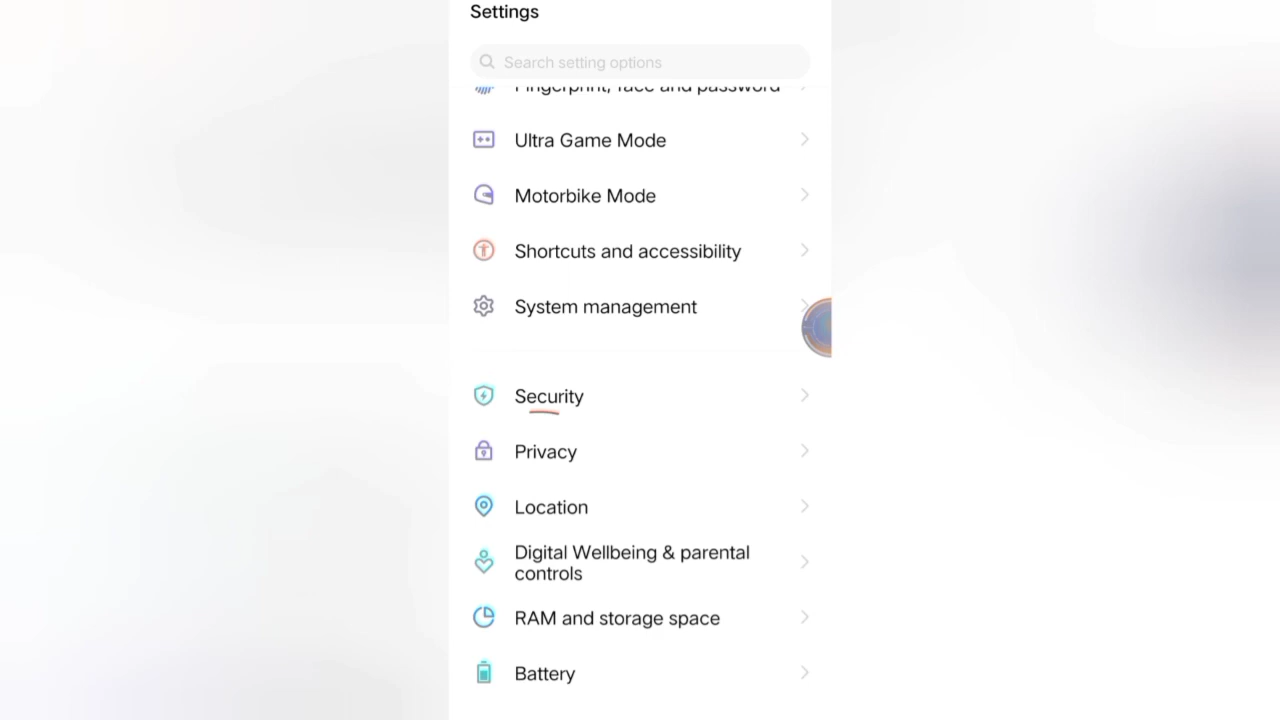 Settings
Search setting options
Fingerprint, face and password
Ultra Game Mode
Motorbike Mode
Shortcuts and accessibility
System management
Security
Privacy
Location
Digital Wellbeing & parental
controls
RAM and storage space
Battery